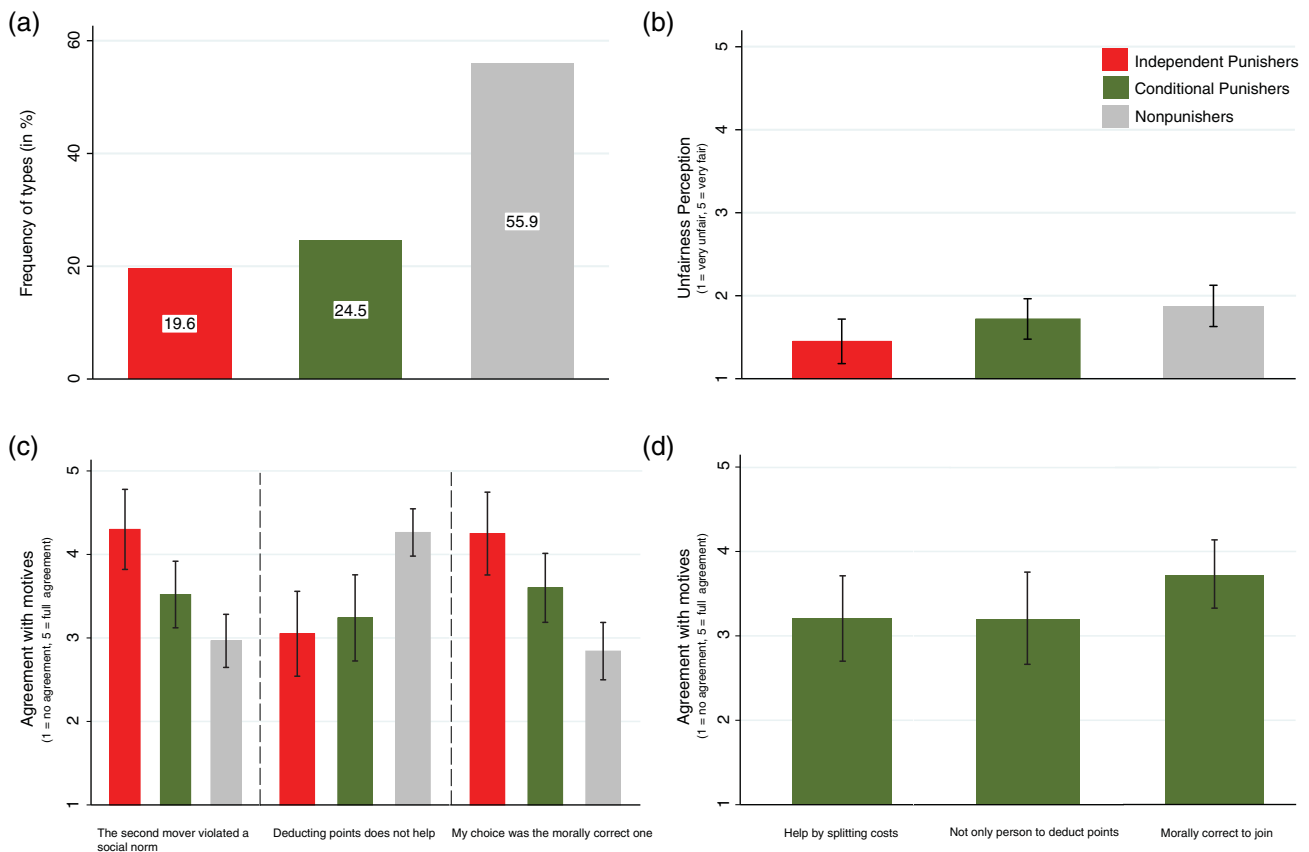 (a)
Frequency of types (in %)
60
40
20
0
19.6
24.5
55.9
(b)
Unfairness Perception
(1 = very unfair, 5 = very fair)
5
4
3
2
1
Independent Punishers
Conditional Punishers
Nonpunishers
(c)
Agreement with motives
(1 = no agreement, 5 = full agreement)
5
4
3
2
1
The second mover violated a
social norm
Deducting points does not help
My choice was the morally correct one
(d)
Agreement with motives
(1 = no agreement, 5 = full agreement)
5
4
3
2
1
Help by splitting costs
Not only person to deduct points
Morally correct to join